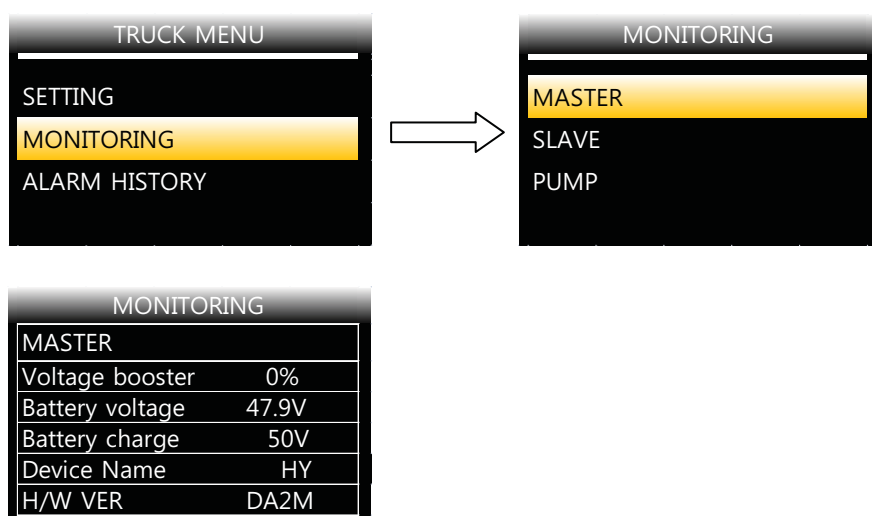 TRUCK MENU
SETTING
MONITORING
ALARM HISTORY
MONITORING
MASTER
SLAVE
PUMP
MONITORING
MASTER
Voltage booster 0%
Battery voltage 47.9V
Battery charge 50V
Device Name HY
H/W VER DA2M